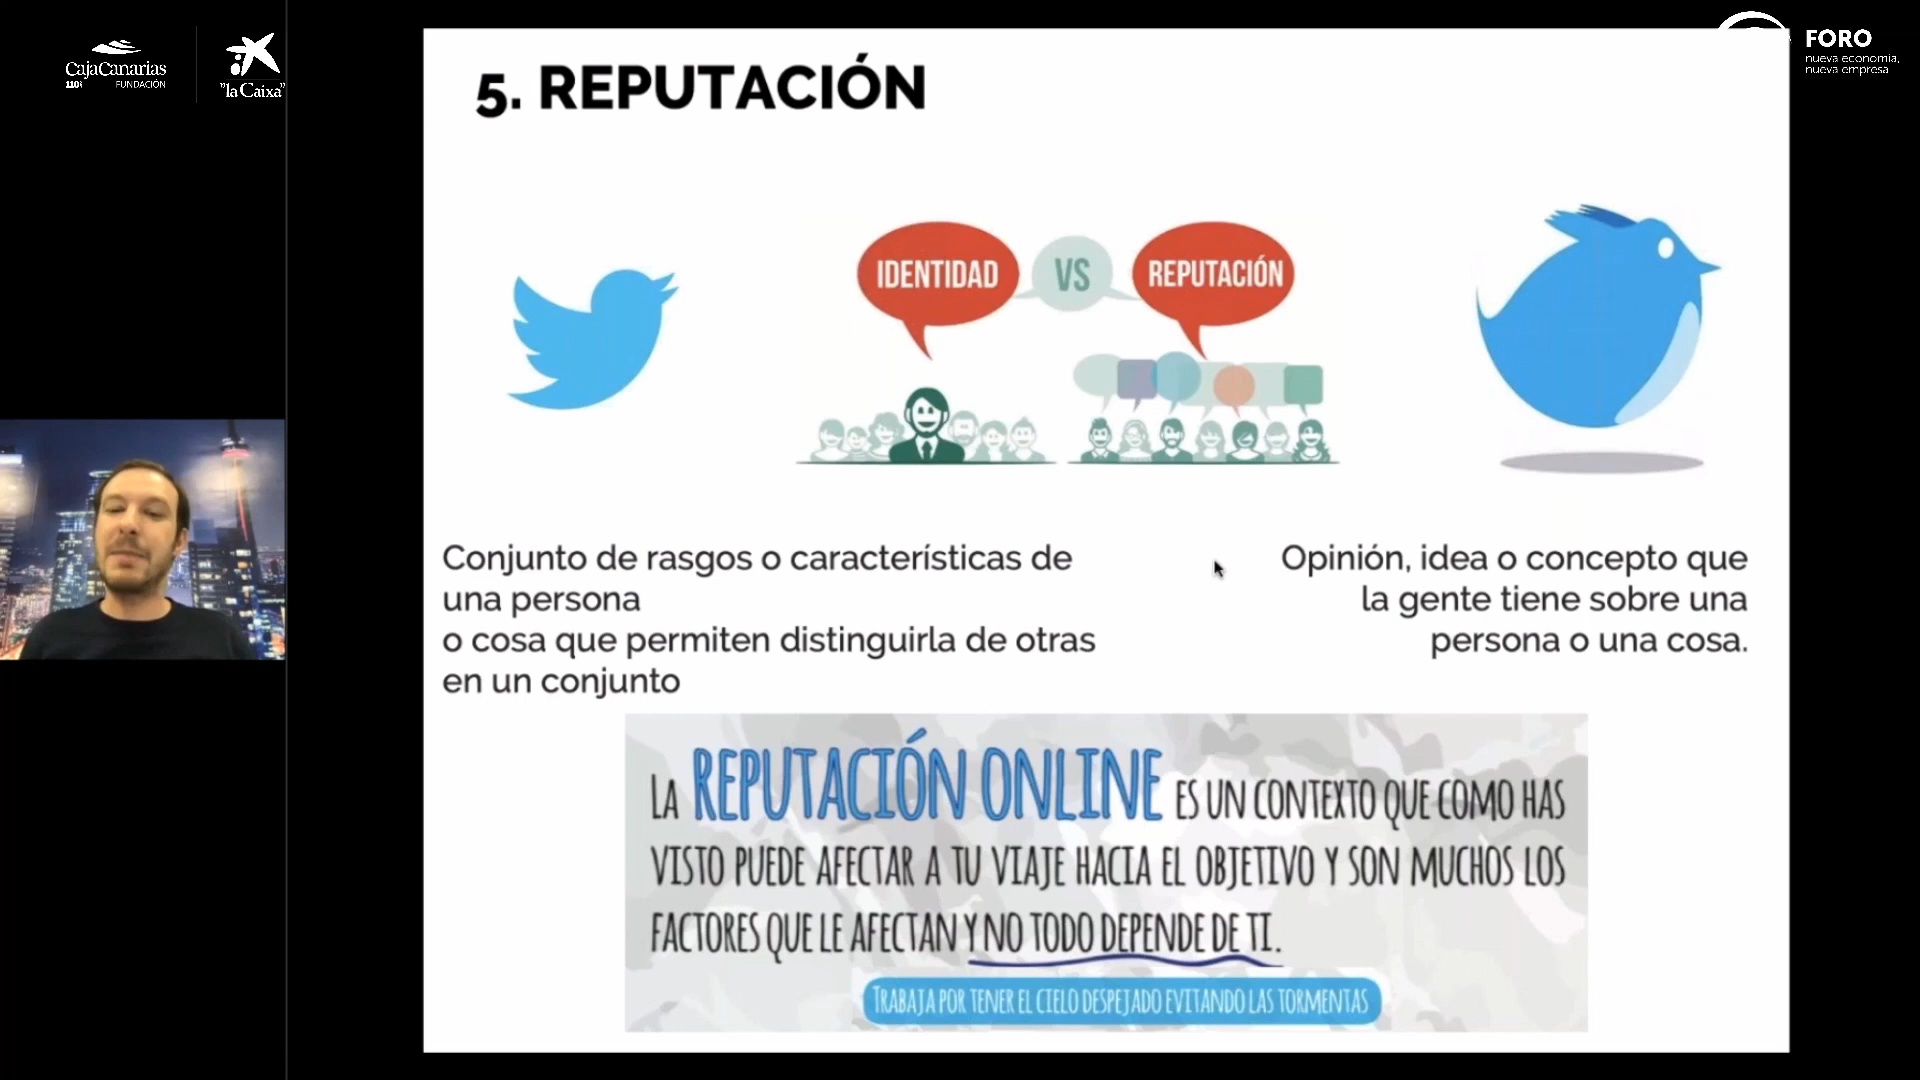 CajaCanarias
FUNDACIÓN
"la Caixa"
FORO
nueva economía,
nueva empresa
5. REPUTACIÓN
IDENTIDAD
VS
REPUTACIÓN
Conjunto de rasgos o características de
una persona
o cosa que permiten distinguirla de otras
en un conjunto
Opinión, idea o concepto que
la gente tiene sobre una
persona o una cosa.
LA REPUTACIÓN ONLINE ES UN CONTEXTO QUE COMO HAS
VISTO PUEDE AFECTAR A TU VIAJE HACIA EL OBJETIVO Y SON MUCHOS LOS
FACTORES QUE LE AFECTAN Y NO TODO DEPENDE DE TI.
TRABAJA POR TENER EL CIELO DESPEJADO EVITANDO LAS TORMENTAS